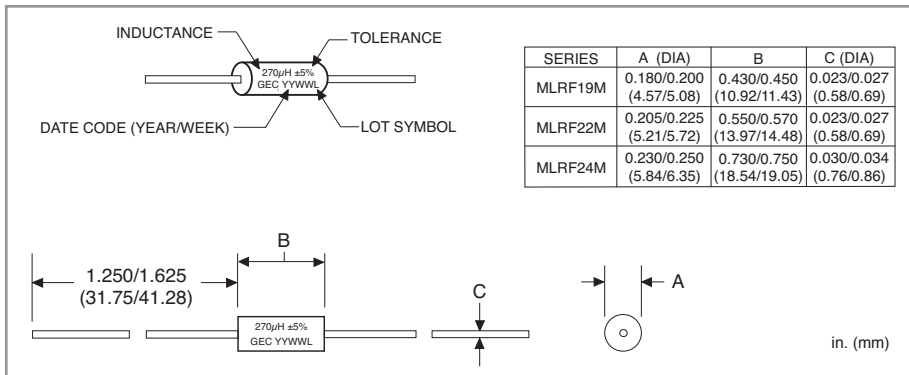 INDUCTANCE
TOLERANCE
270µH ±5%
GEC YYWWL
DATE CODE (YEAR/WEEK)
LOT SYMBOL
SERIES A (DIA) B C (DIA)
MLRF19M 0.180/0.200 0.430/0.450 0.023/0.027
(4.57/5.08) (10.92/11.43) (0.58/0.69)
MLRF22M 0.205/0.225 0.550/0.570 0.023/0.027
(5.21/5.72) (13.97/14.48) (0.58/0.69)
MLRF24M 0.230/0.250 0.730/0.750 0.030/0.034
(5.84/6.35) (18.54/19.05) (0.76/0.86)
B
1.250/1.625
(31.75/41.28)
C
A
270µH ±5%
GEC YYWWL
in. (mm)